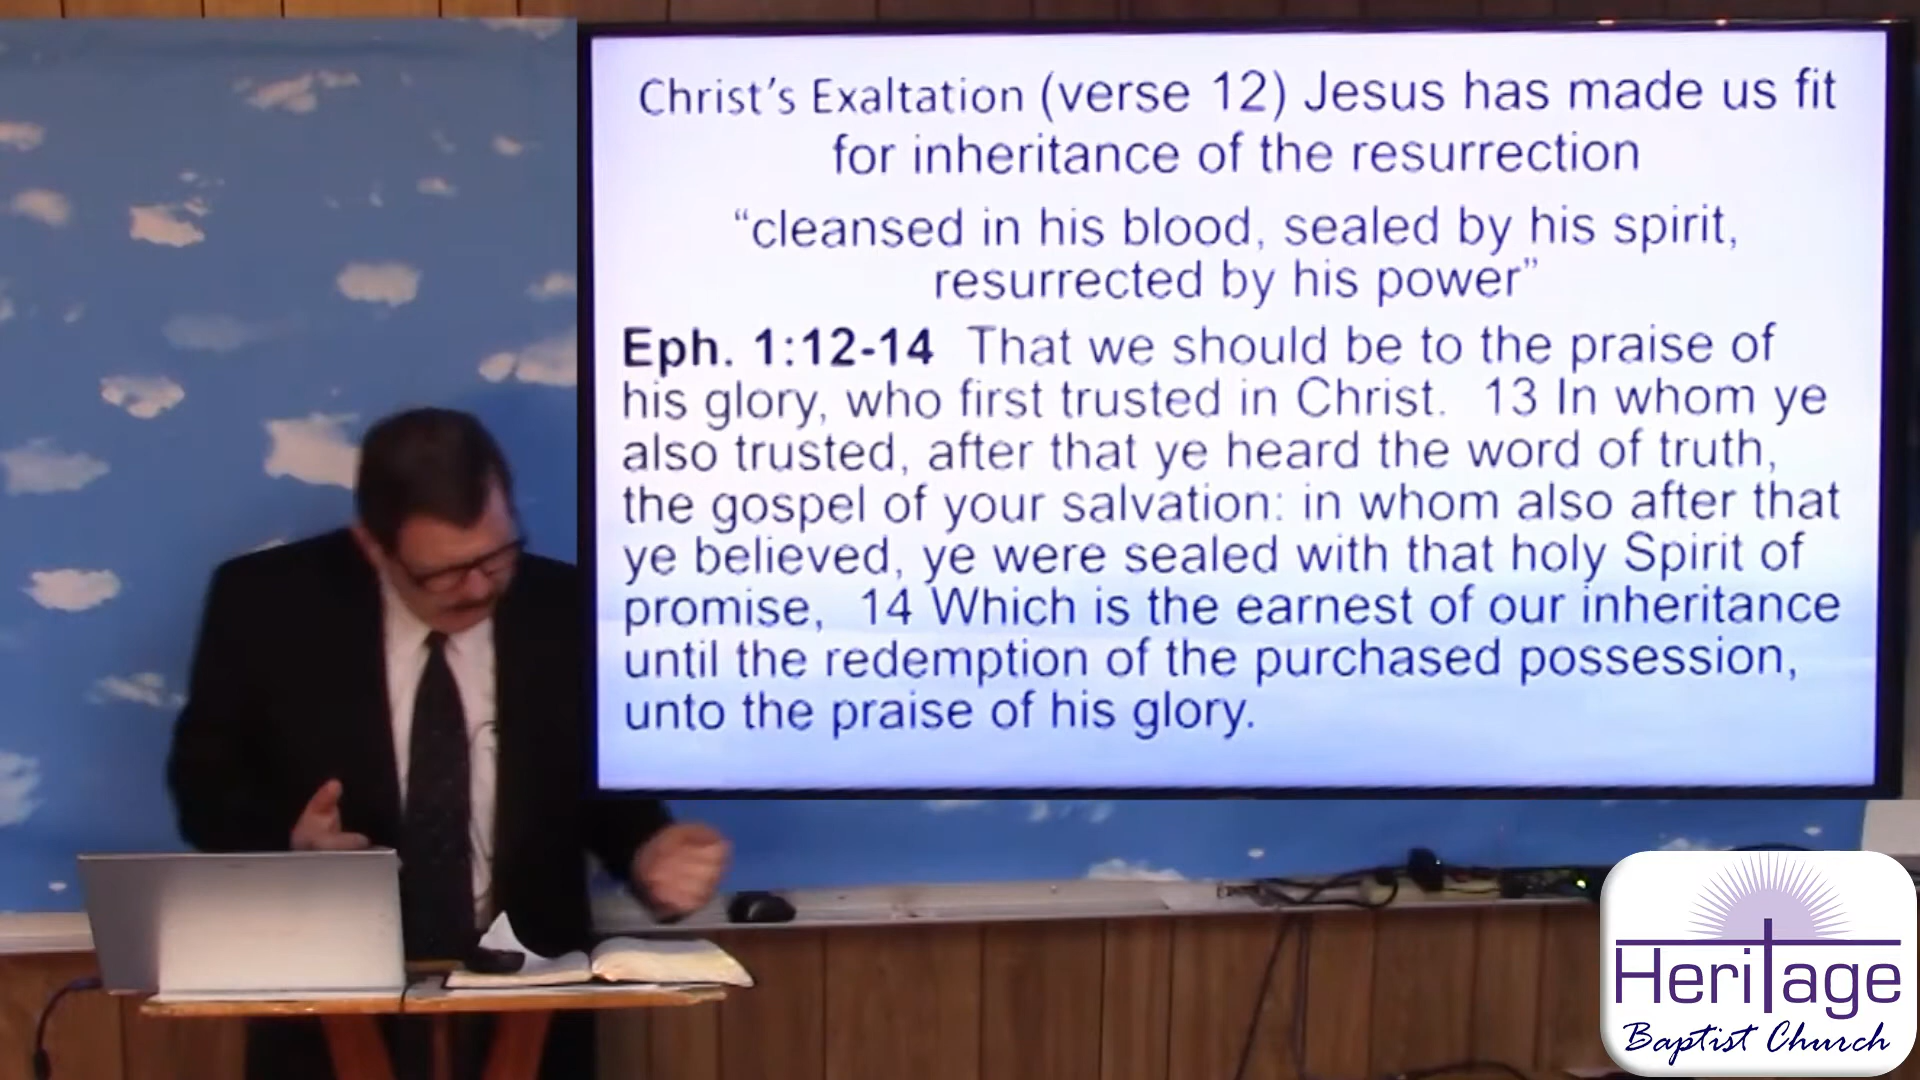 Christ's Exaltation (verse 12) Jesus has made us fit
for inheritance of the resurrection
“cleansed in his blood, sealed by his spirit,
resurrected by his power”
Eph. 1:12-14 That we should be to the praise of
his glory, who first trusted in Christ. 13 In whom ye
also trusted, after that ye heard the word of truth,
the gospel of your salvation: in whom also after that
ye believed, ye were sealed with that holy Spirit of
promise, 14 Which is the earnest of our inheritance
until the redemption of the purchased possession,
unto the praise of his glory.
Heritage
Baptist Church